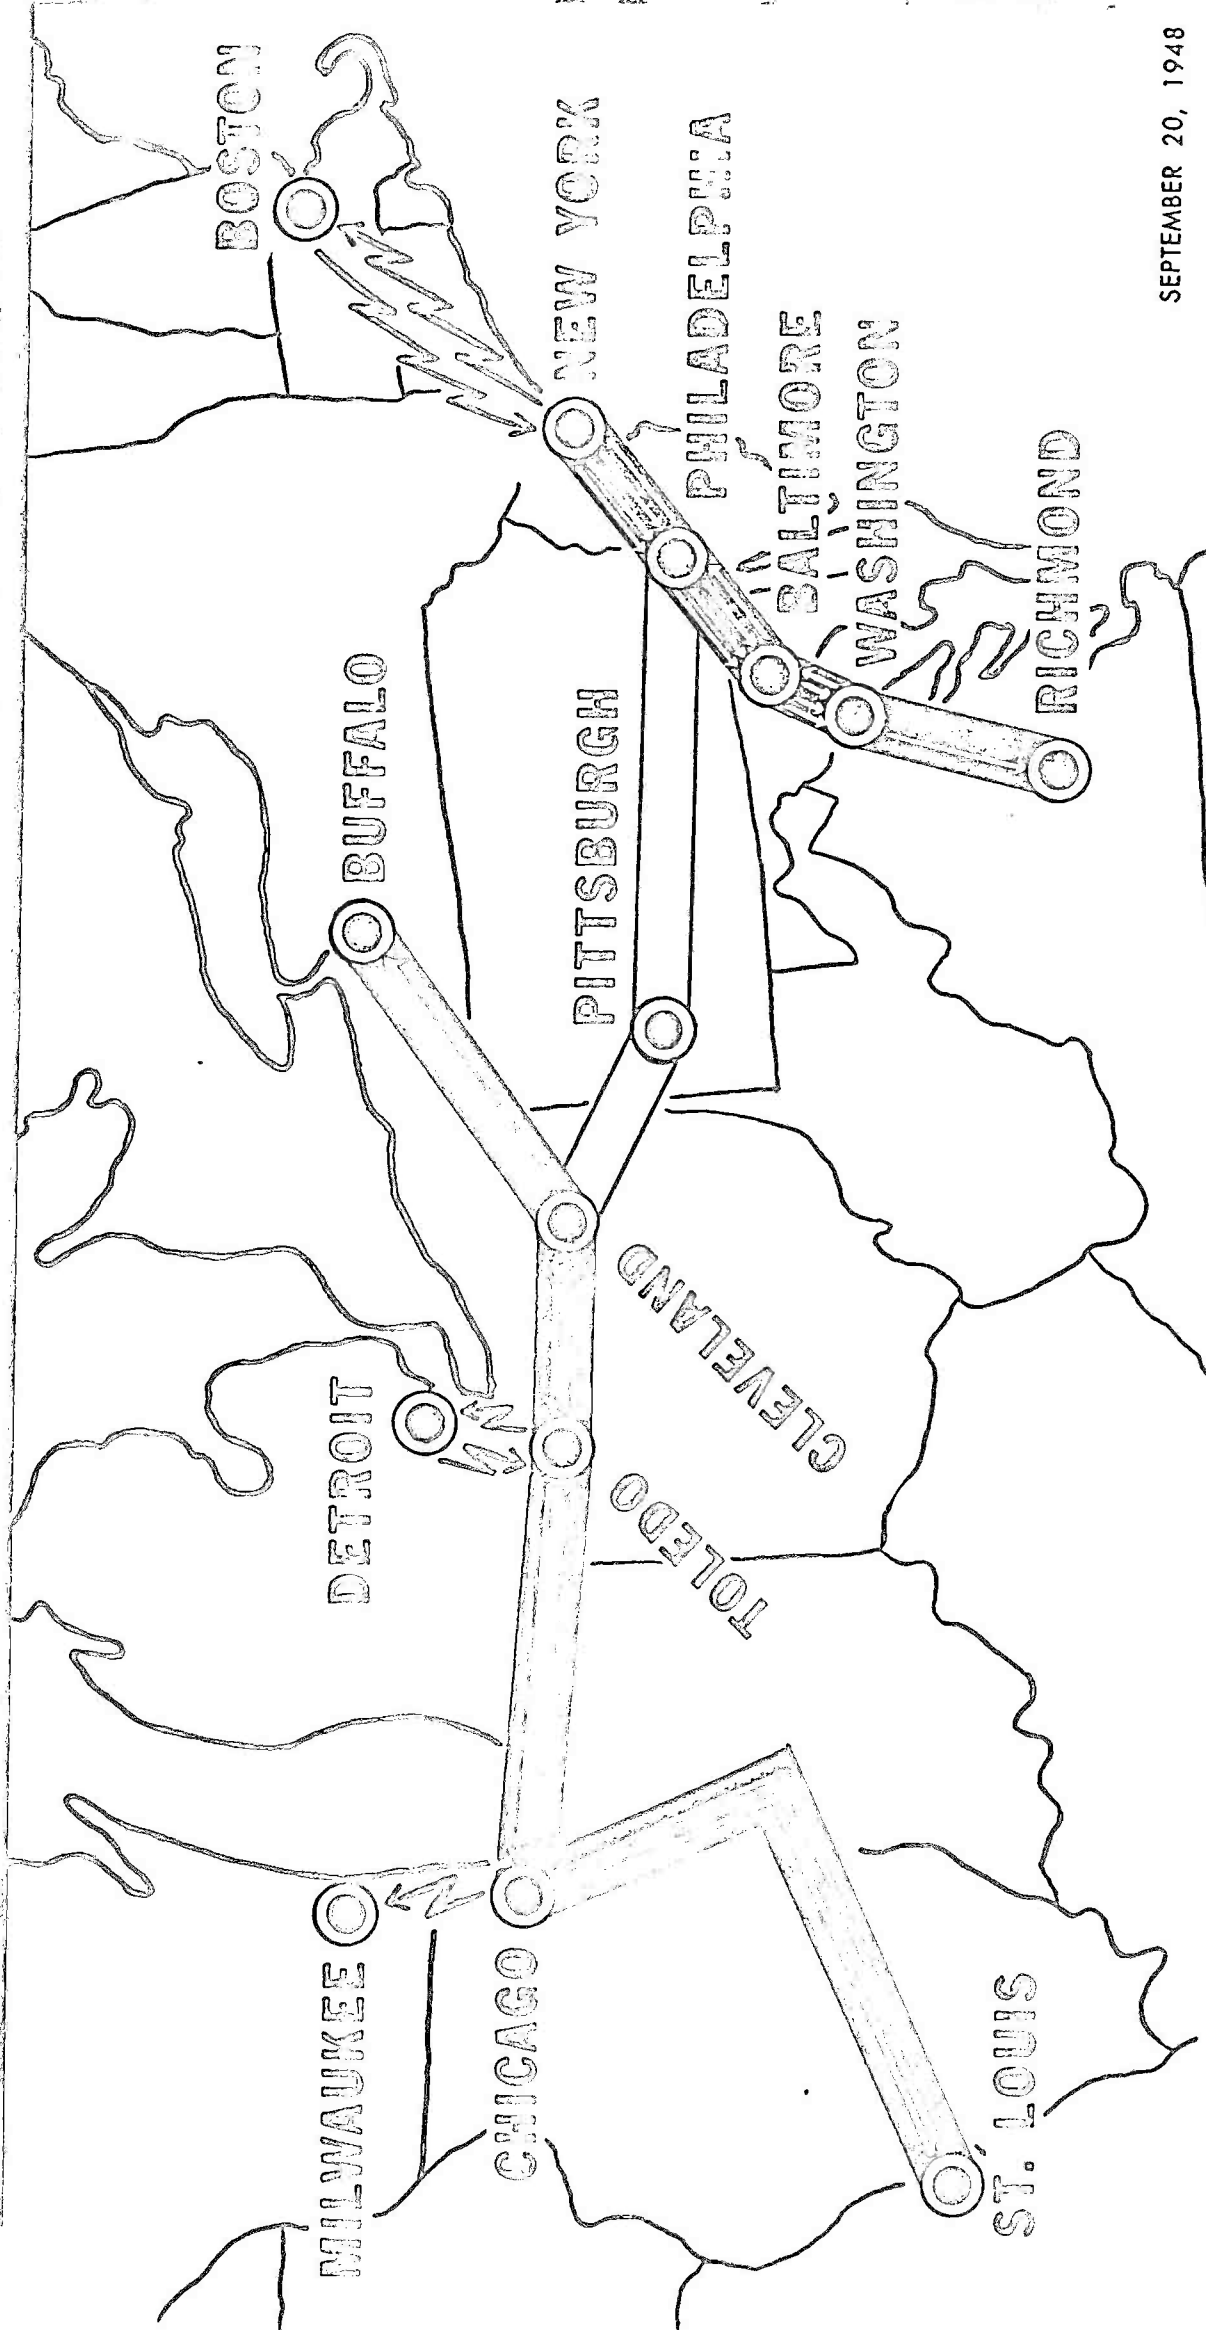 BOSTON
NEW YORK
PHILADELPHIA
BALTIMORE
WASHINGTON
RICHMOND
BUFFALO
PITTSBURGH
CLEVELAND
DETROIT
TOLEDO
MILWAUKEE
CHICAGO
ST. LOUIS
SEPTEMBER 20, 1948